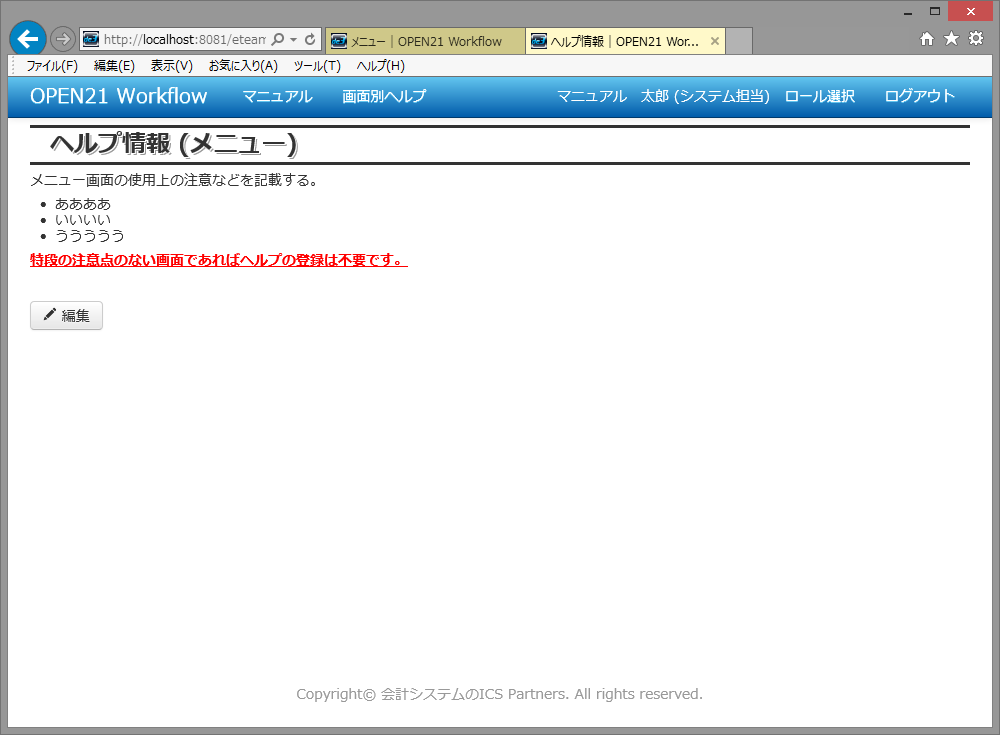 http://localhost:8081/eteam
メニュー｜OPEN21 Workflow
ヘルプ情報｜OPEN21 Wor...
ファイル(F) 編集(E) 表示(V) お気に入り(A) ツール(T) ヘルプ(H)
OPEN21 Workflow マニュアル 画面別ヘルプ マニュアル 太郎 (システム担当) ロール選択 ログアウト
ヘルプ情報 (メニュー)
メニュー画面の使用上の注意などを記載する。
• ああああ
• いいいい
• ううううう
特段の注意点のない画面であればヘルプの登録は不要です。
編集
Copyright© 会計システムのICS Partners. All rights reserved.